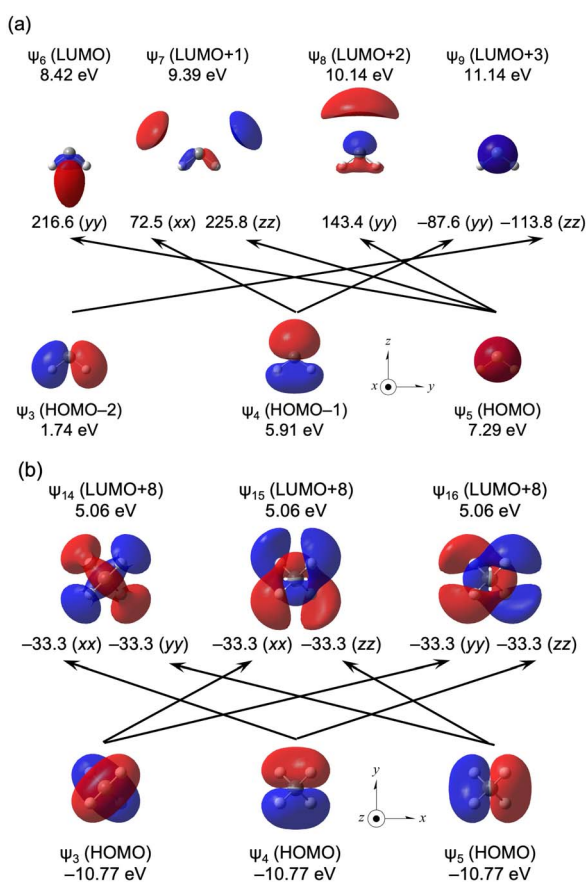 (a)
ψ6 (LUMO) ψ7 (LUMO+1) ψ8 (LUMO+2) ψ9 (LUMO+3)
8.42 eV 9.39 eV 10.14 eV 11.14 eV
216.6 (yy) 72.5 (xx) 225.8 (zz) 143.4 (yy) –87.6 (yy) –113.8 (zz)
z
x y
ψ3 (HOMO–2) ψ4 (HOMO–1) ψ5 (HOMO)
1.74 eV 5.91 eV 7.29 eV
(b)
ψ14 (LUMO+8) ψ15 (LUMO+8) ψ16 (LUMO+8)
5.06 eV 5.06 eV 5.06 eV
–33.3 (xx) –33.3 (yy) –33.3 (xx) –33.3 (zz) –33.3 (yy) –33.3 (zz)
y
z x
ψ3 (HOMO) ψ4 (HOMO) ψ5 (HOMO)
–10.77 eV –10.77 eV –10.77 eV